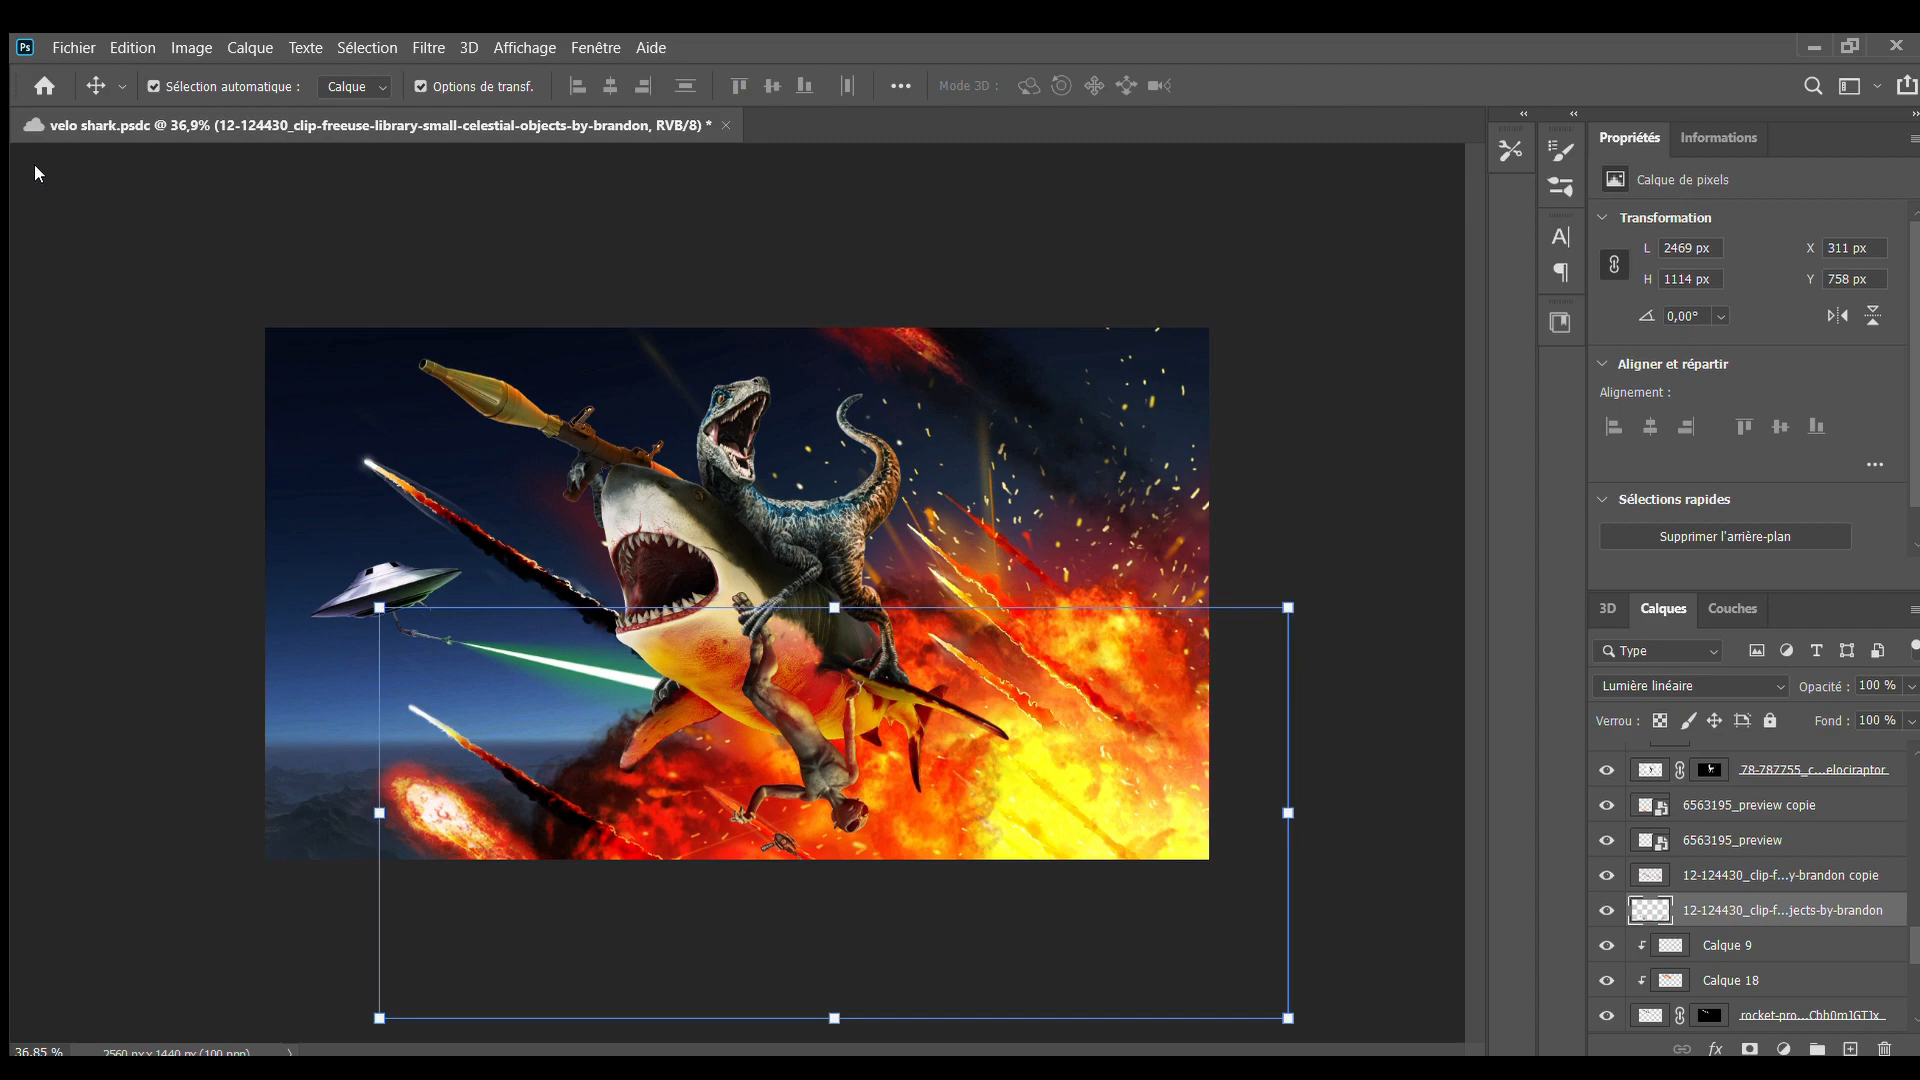 Ps Fichier Edition Image Calque Texte Sélection Filtre 3D Affichage Fenêtre Aide
Sélection automatique : Calque Options de transf. Mode 3D :
velo shark.psdc @ 36,9% (12-124430_clip-freeuse-library-small-celestial-objects-by-brandon, RVB/8) *
Propriétés Informations
Calque de pixels
Transformation
L 2469 px X 311 px
H 1114 px Y 758 px
0,00°
Aligner et répartir
Alignement :
Sélections rapides
Supprimer l'arrière-plan
3D Calques Couches
Type
Lumière linéaire Opacité : 100 %
Verrou : Fond : 100 %
78-787755_c...elociraptor
6563195_preview copie
6563195_preview
12-124430_clip-f...y-brandon copie
12-124430_clip-f...jects-by-brandon
Calque 9
Calque 18
rocket-pro...Chh0m1GT1x
fx
36,85 % 2560 px x 1440 px (100 ppp)